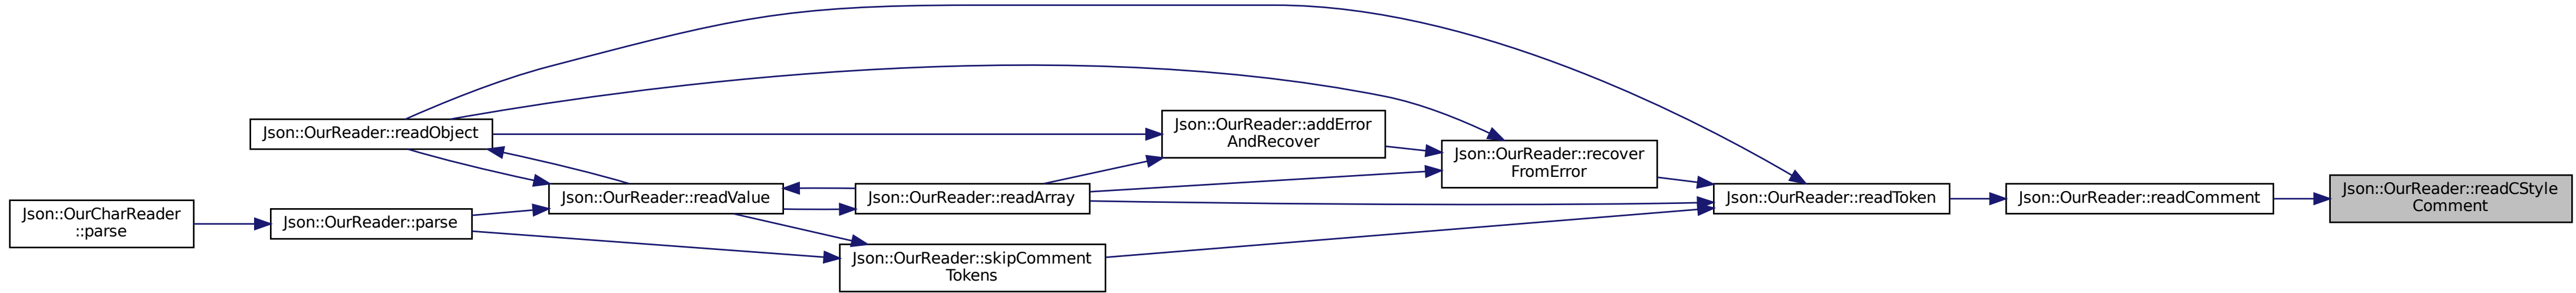 Json::OurCharReader
::parse
Json::OurReader::parse
Json::OurReader::readObject
Json::OurReader::readValue
Json::OurReader::skipComment
Tokens
Json::OurReader::readArray
Json::OurReader::addError
AndRecover
Json::OurReader::recover
FromError
Json::OurReader::readToken
Json::OurReader::readComment
Json::OurReader::readCStyle
Comment